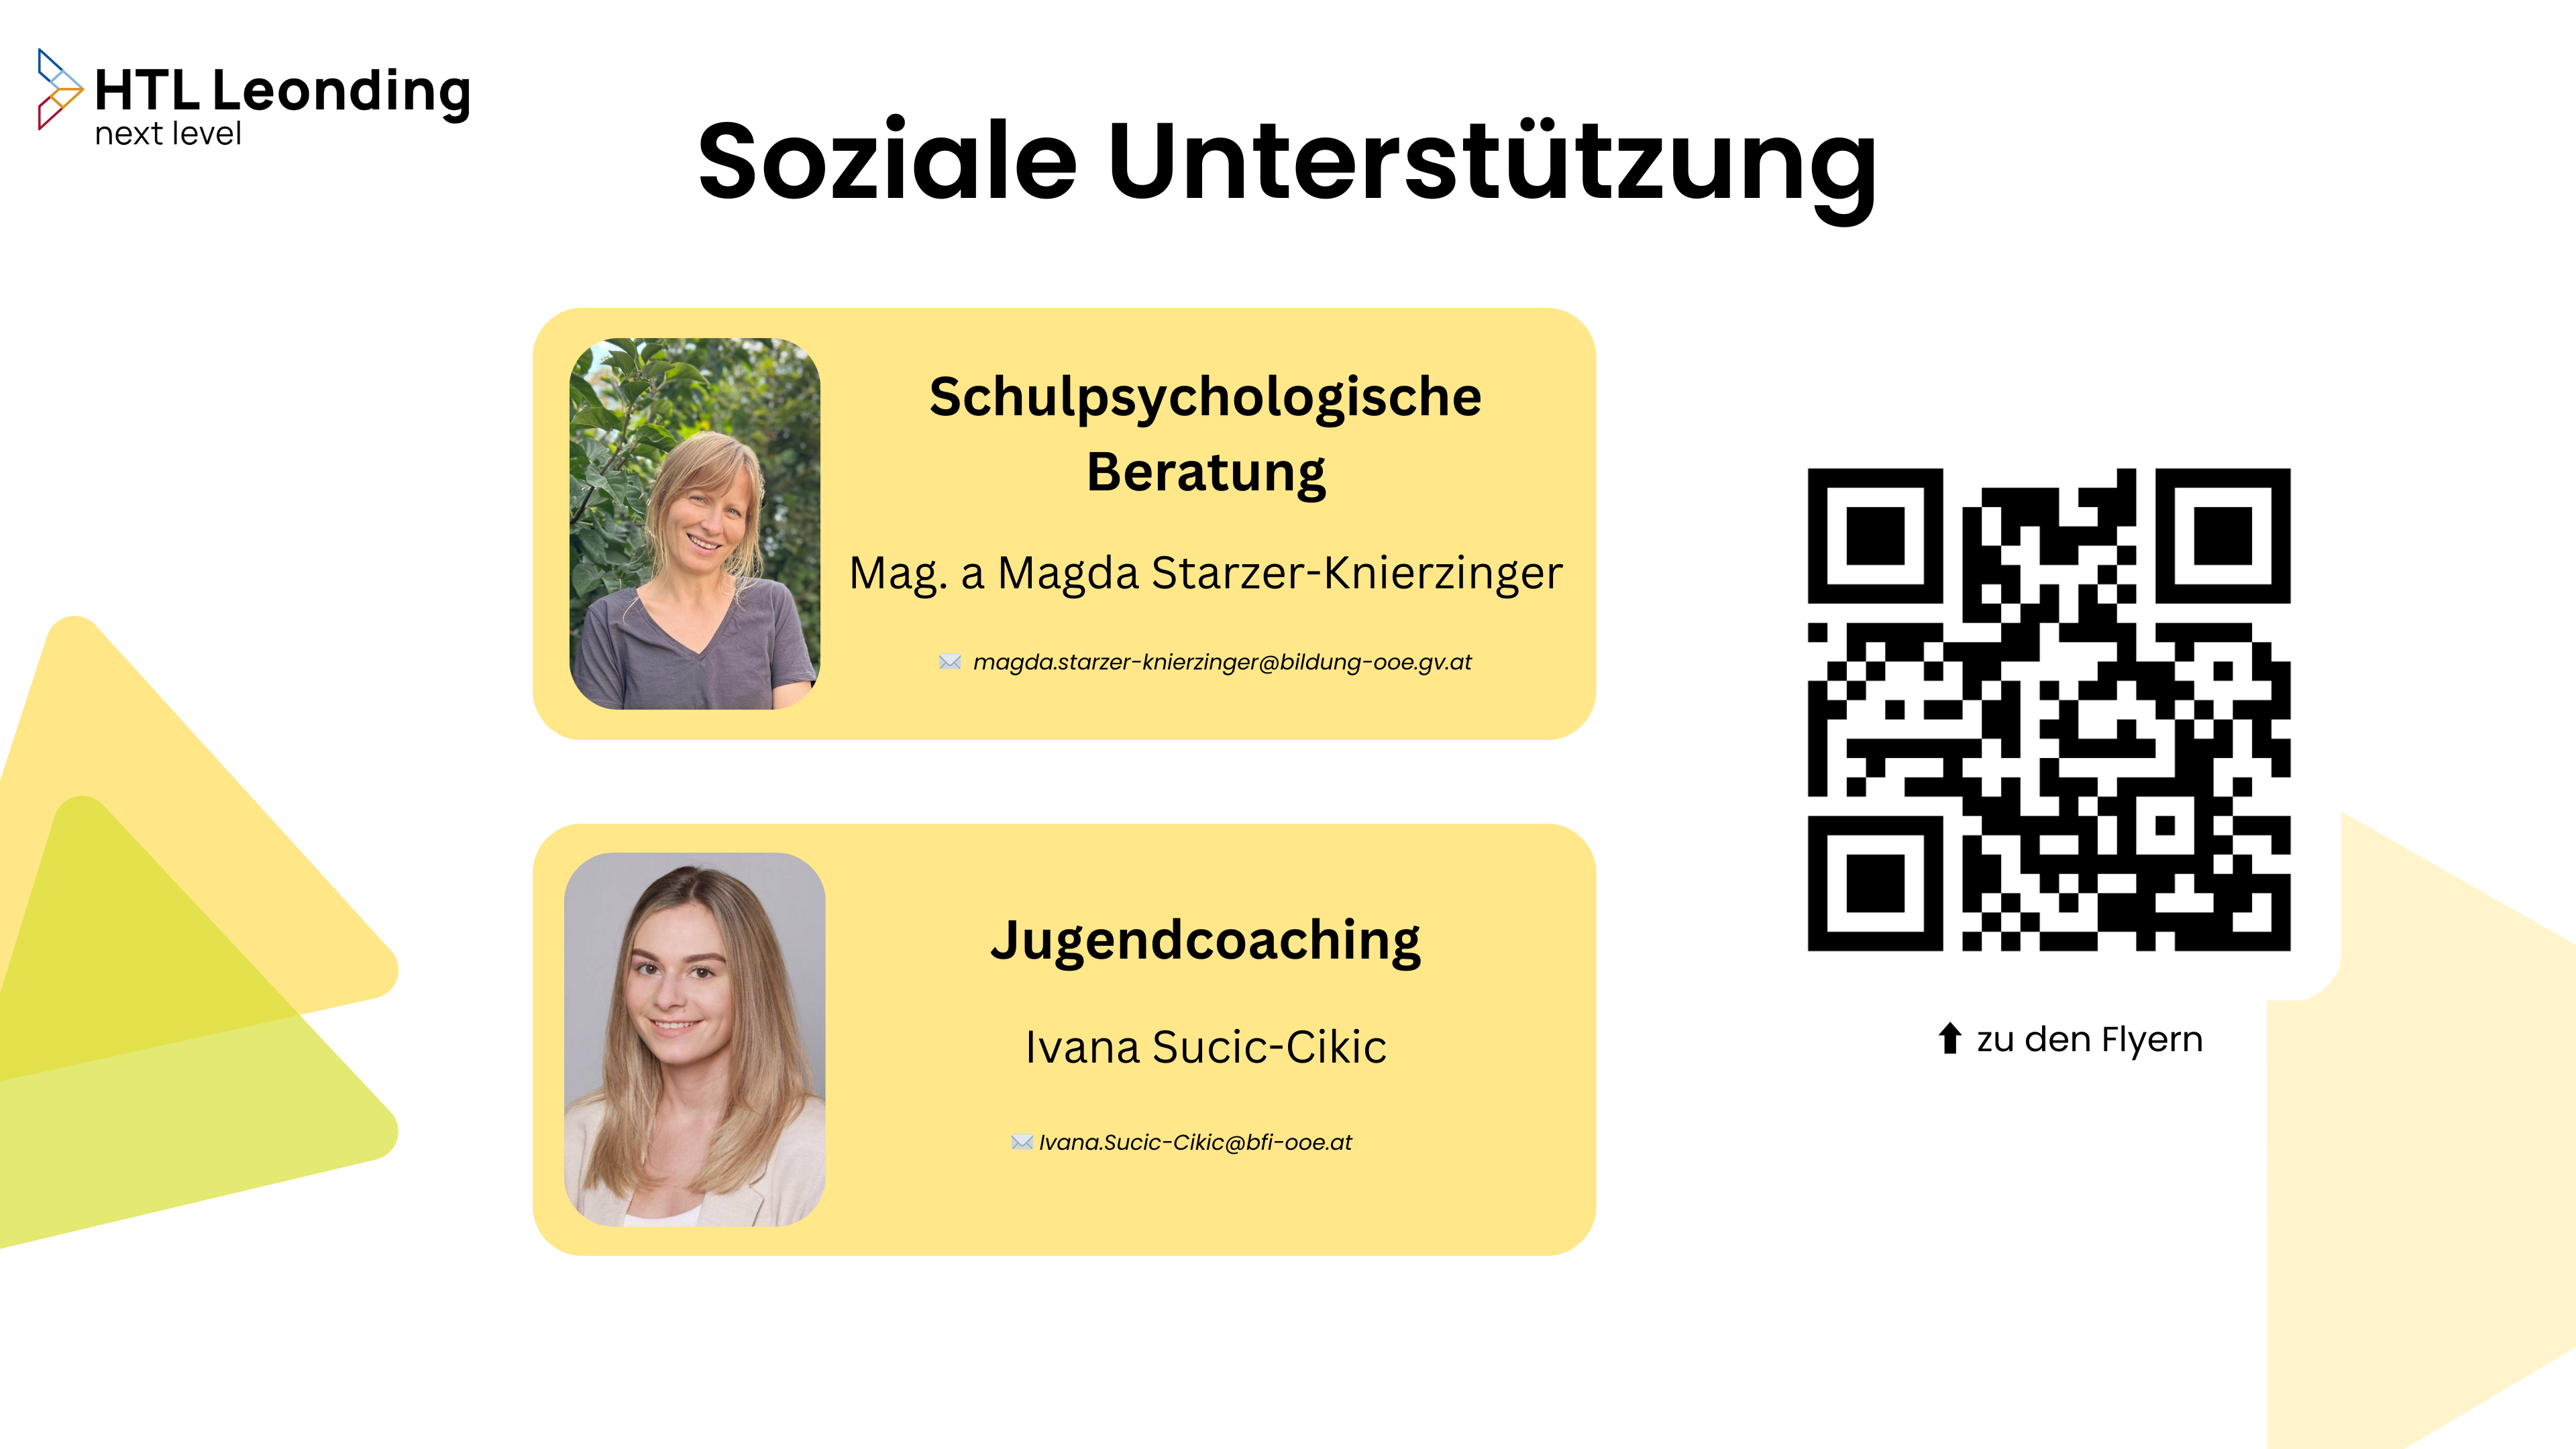 HTL Leonding
next level
Soziale Unterstützung
Schulpsychologische
Beratung
Mag. a Magda Starzer-Knierzinger
✉ magda.starzer-knierzinger@bildung-ooe.gv.at
Jugendcoaching
Ivana Sucic-Cikic
✉ Ivana.Sucic-Cikic@bfi-ooe.at
⬆ zu den Flyern